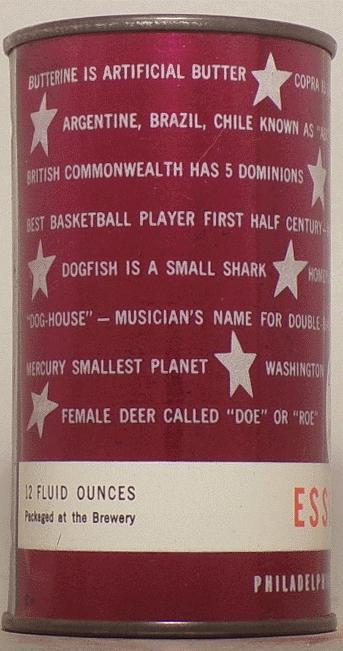 BUTTERINE IS ARTIFICIAL BUTTER COPRA
ARGENTINE, BRAZIL, CHILE KNOWN AS
BRITISH COMMONWEALTH HAS 5 DOMINIONS
BEST BASKETBALL PLAYER FIRST HALF CENTURY—
DOGFISH IS A SMALL SHARK
"DOG-HOUSE" — MUSICIAN'S NAME FOR DOUBLE
MERCURY SMALLEST PLANET WASHINGTON
FEMALE DEER CALLED "DOE" OR "ROE"
12 FLUID OUNCES
Packaged at the Brewery
ESS
PHILADELPH